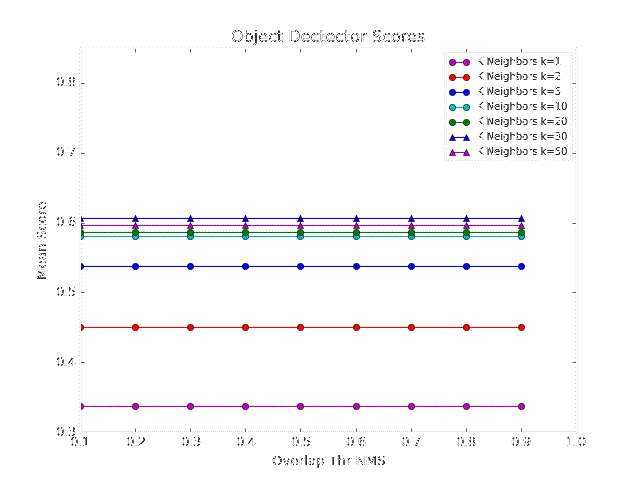 Object Dectector Scores
K Neighbors k=1
K Neighbors k=2
K Neighbors k=5
K Neighbors k=10
K Neighbors k=20
K Neighbors k=30
K Neighbors k=50
0.8
0.7
0.6
0.5
0.4
0.3
Mean Score
0.1 0.2 0.3 0.4 0.5 0.6 0.7 0.8 0.9 1.0
Overlap Thr NMS